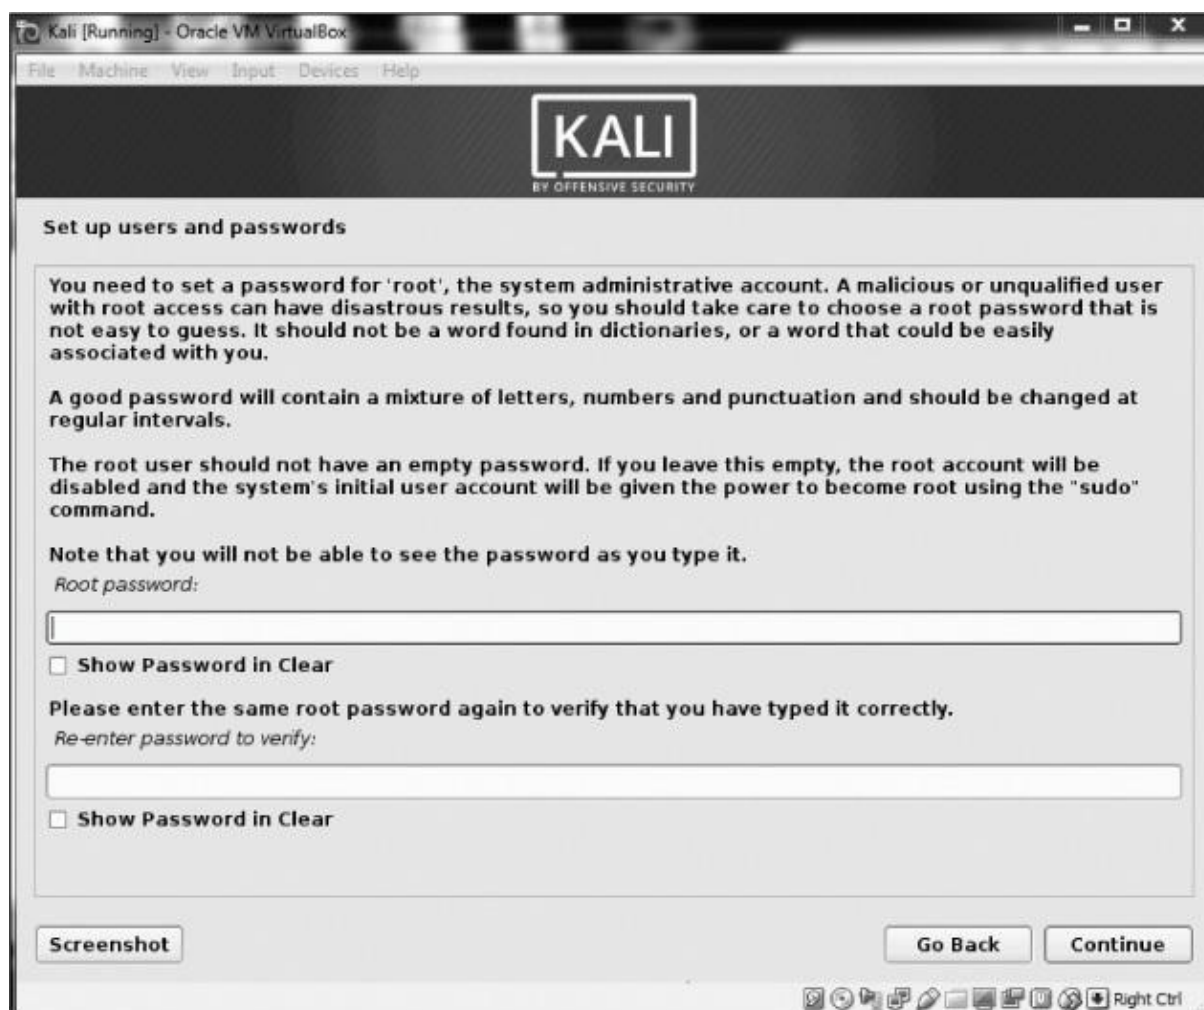 Kali [Running] - Oracle VM VirtualBox
File Machine View Input Devices Help
KALI
BY OFFENSIVE SECURITY
Set up users and passwords
You need to set a password for 'root', the system administrative account. A malicious or unqualified user
with root access can have disastrous results, so you should take care to choose a root password that is
not easy to guess. It should not be a word found in dictionaries, or a word that could be easily
associated with you.
A good password will contain a mixture of letters, numbers and punctuation and should be changed at
regular intervals.
The root user should not have an empty password. If you leave this empty, the root account will be
disabled and the system's initial user account will be given the power to become root using the "sudo"
command.
Note that you will not be able to see the password as you type it.
Root password:
Show Password in Clear
Please enter the same root password again to verify that you have typed it correctly.
Re-enter password to verify:
Show Password in Clear
Screenshot
Go Back
Continue
Right Ctrl